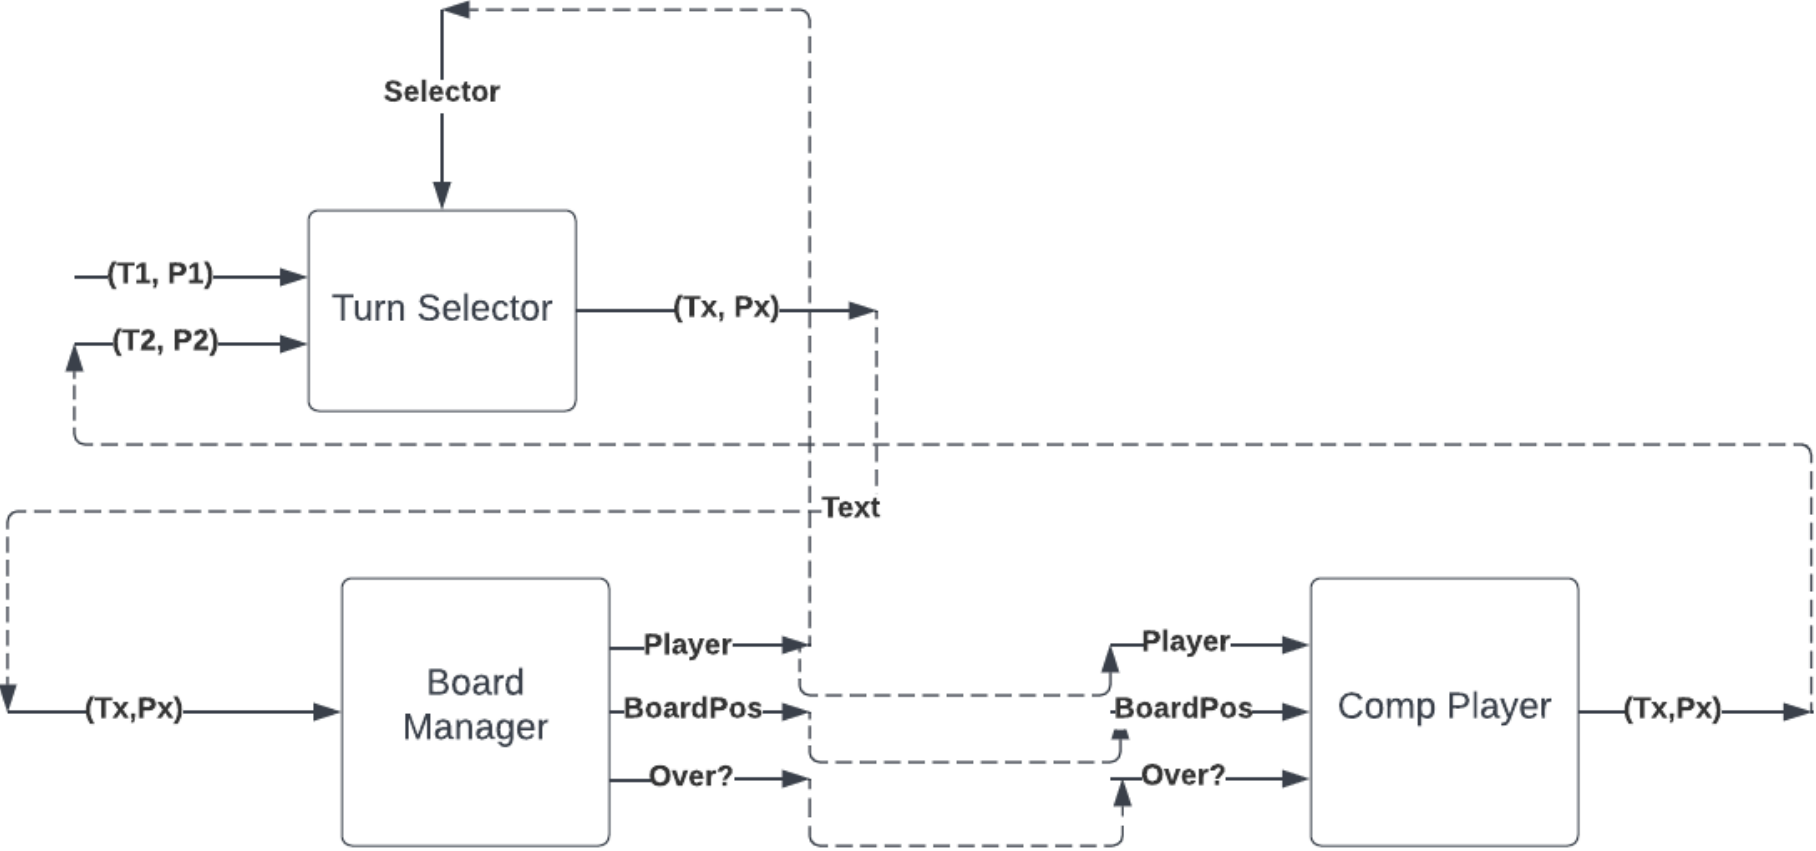 Selector
(T1, P1)
(T2, P2)
Turn Selector
(Tx, Px)
Text
(Tx,Px)
Board
Manager
Player
BoardPos
Over?
Player
BoardPos
Over?
Comp Player
(Tx,Px)